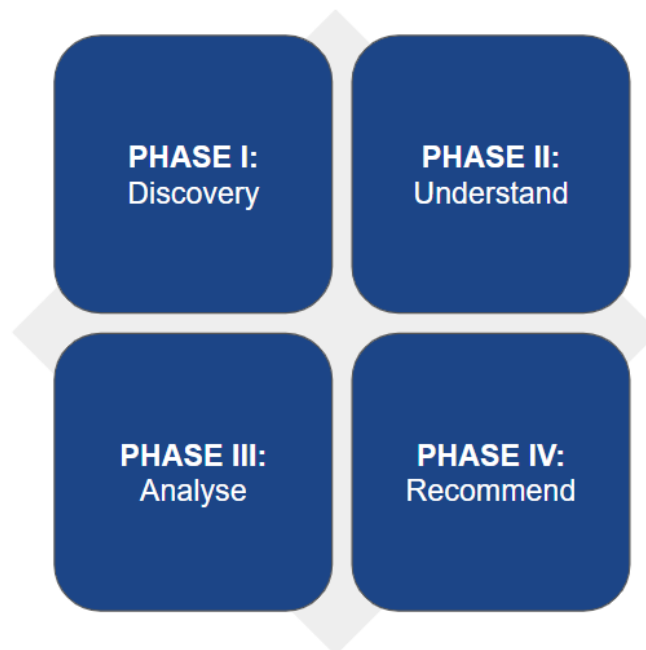 PHASE I:
Discovery
PHASE II:
Understand
PHASE III:
Analyse
PHASE IV:
Recommend